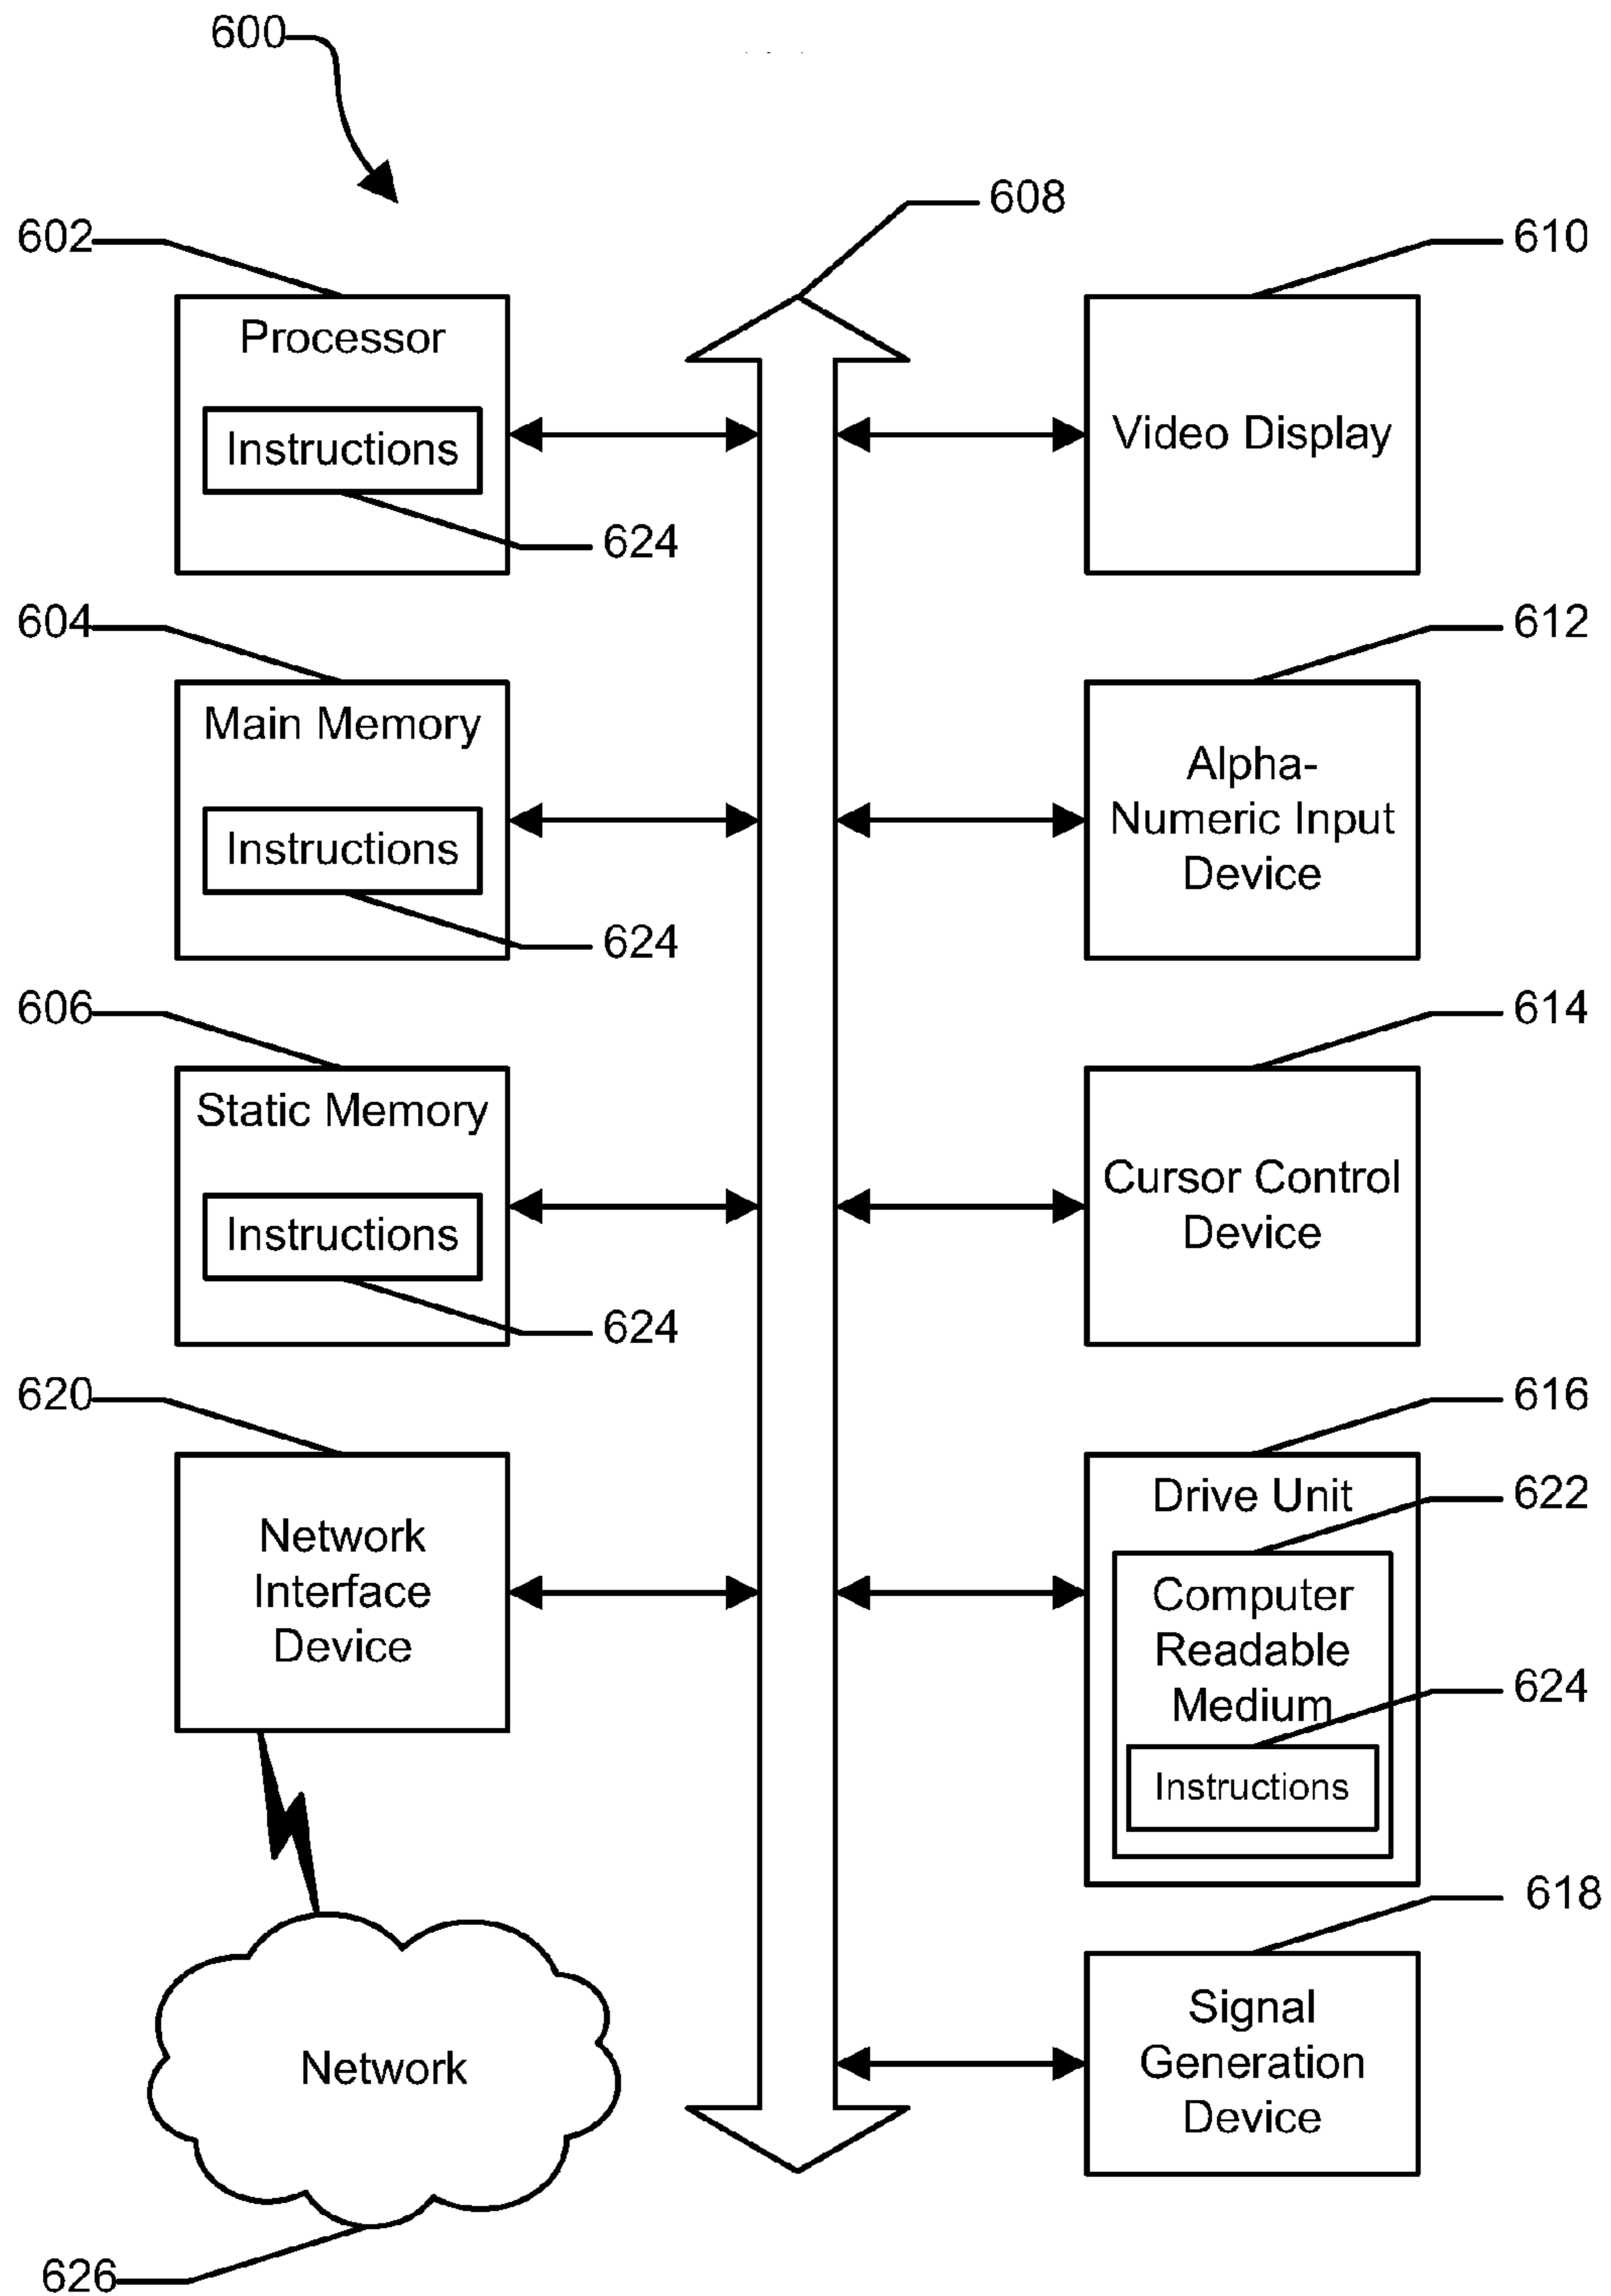 600
608
602
610
Processor
Instructions
624
Video Display
604
612
Main Memory
Instructions
624
Alpha-
Numeric Input
Device
606
614
Static Memory
Instructions
624
Cursor Control
Device
620
616
Network
Interface
Device
Drive Unit
622
Computer
Readable
Medium
624
Instructions
618
Signal
Generation
Device
Network
626